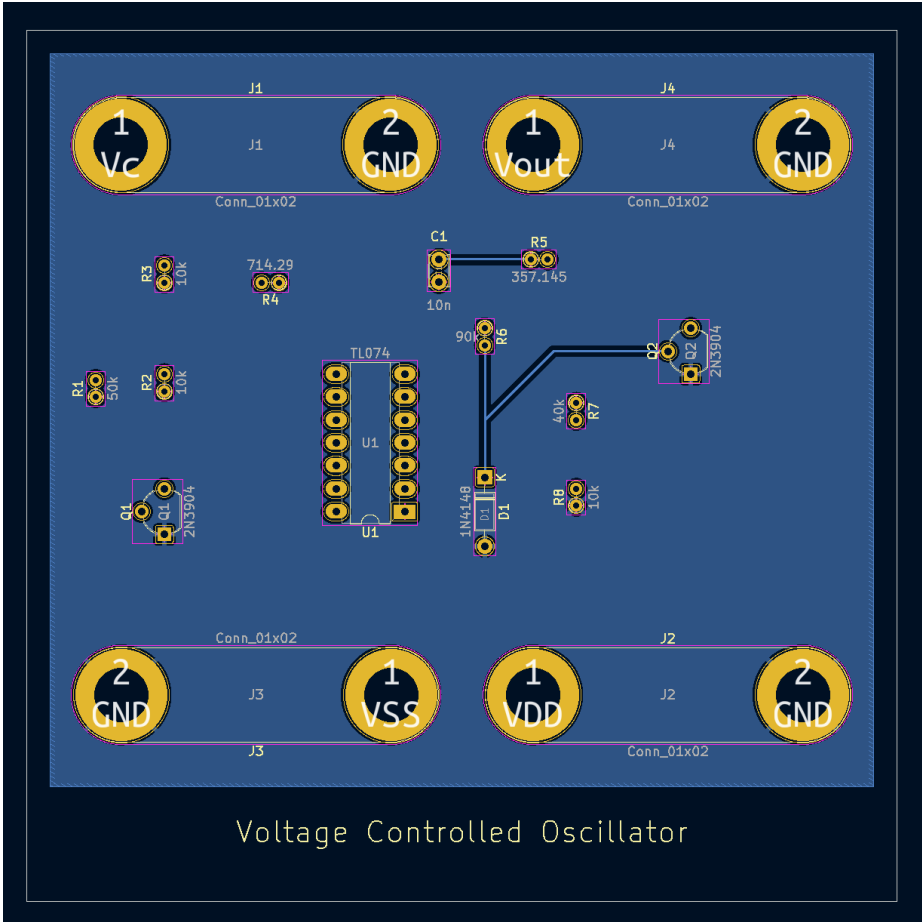 J1
J4
1
2
1
2
J1
J4
Vc
GND
Vout
GND
Conn_01x02
Conn_01x02
C1
R5
R3
10k
714.29
R4
357.145
10n
90k
R6
Q2
Q2
2N3904
TL074
R1
50k
R2
10k
40k
R7
U1
K
Q1
Q1
2N3904
1N4148
D1
D1
R8
10k
U1
Conn_01x02
J2
2
1
1
2
J3
J2
GND
VSS
VDD
GND
J3
Conn_01x02
Voltage Controlled Oscillator